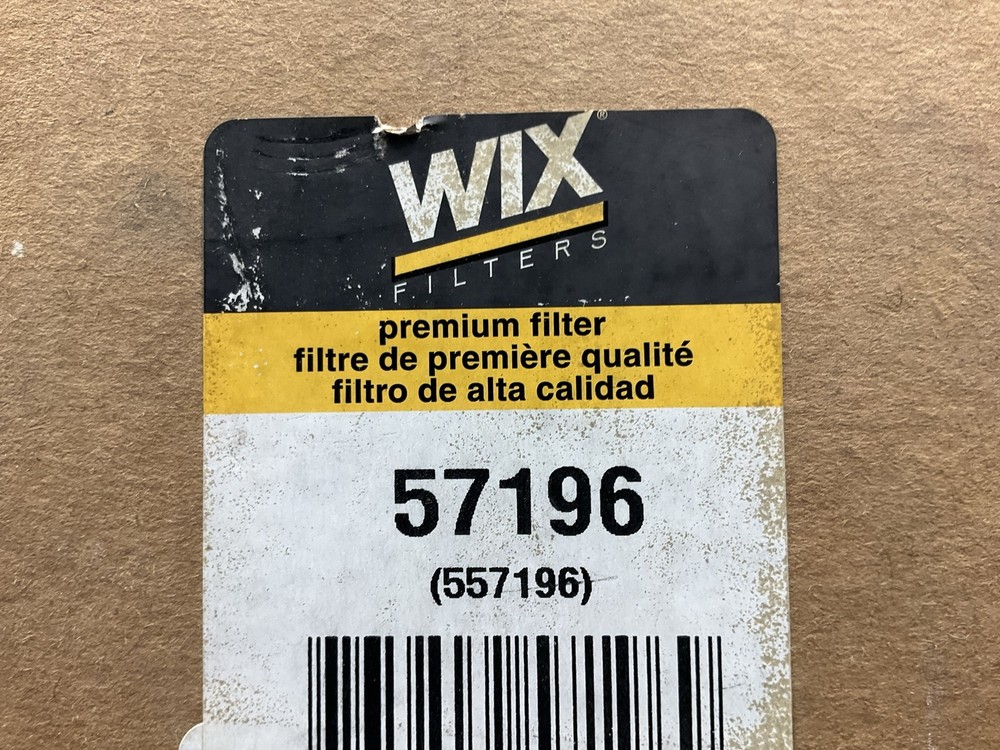 WIX®
FILTERS
premium filter
filtre de première qualité
filtro de alta calidad
57196
(557196)